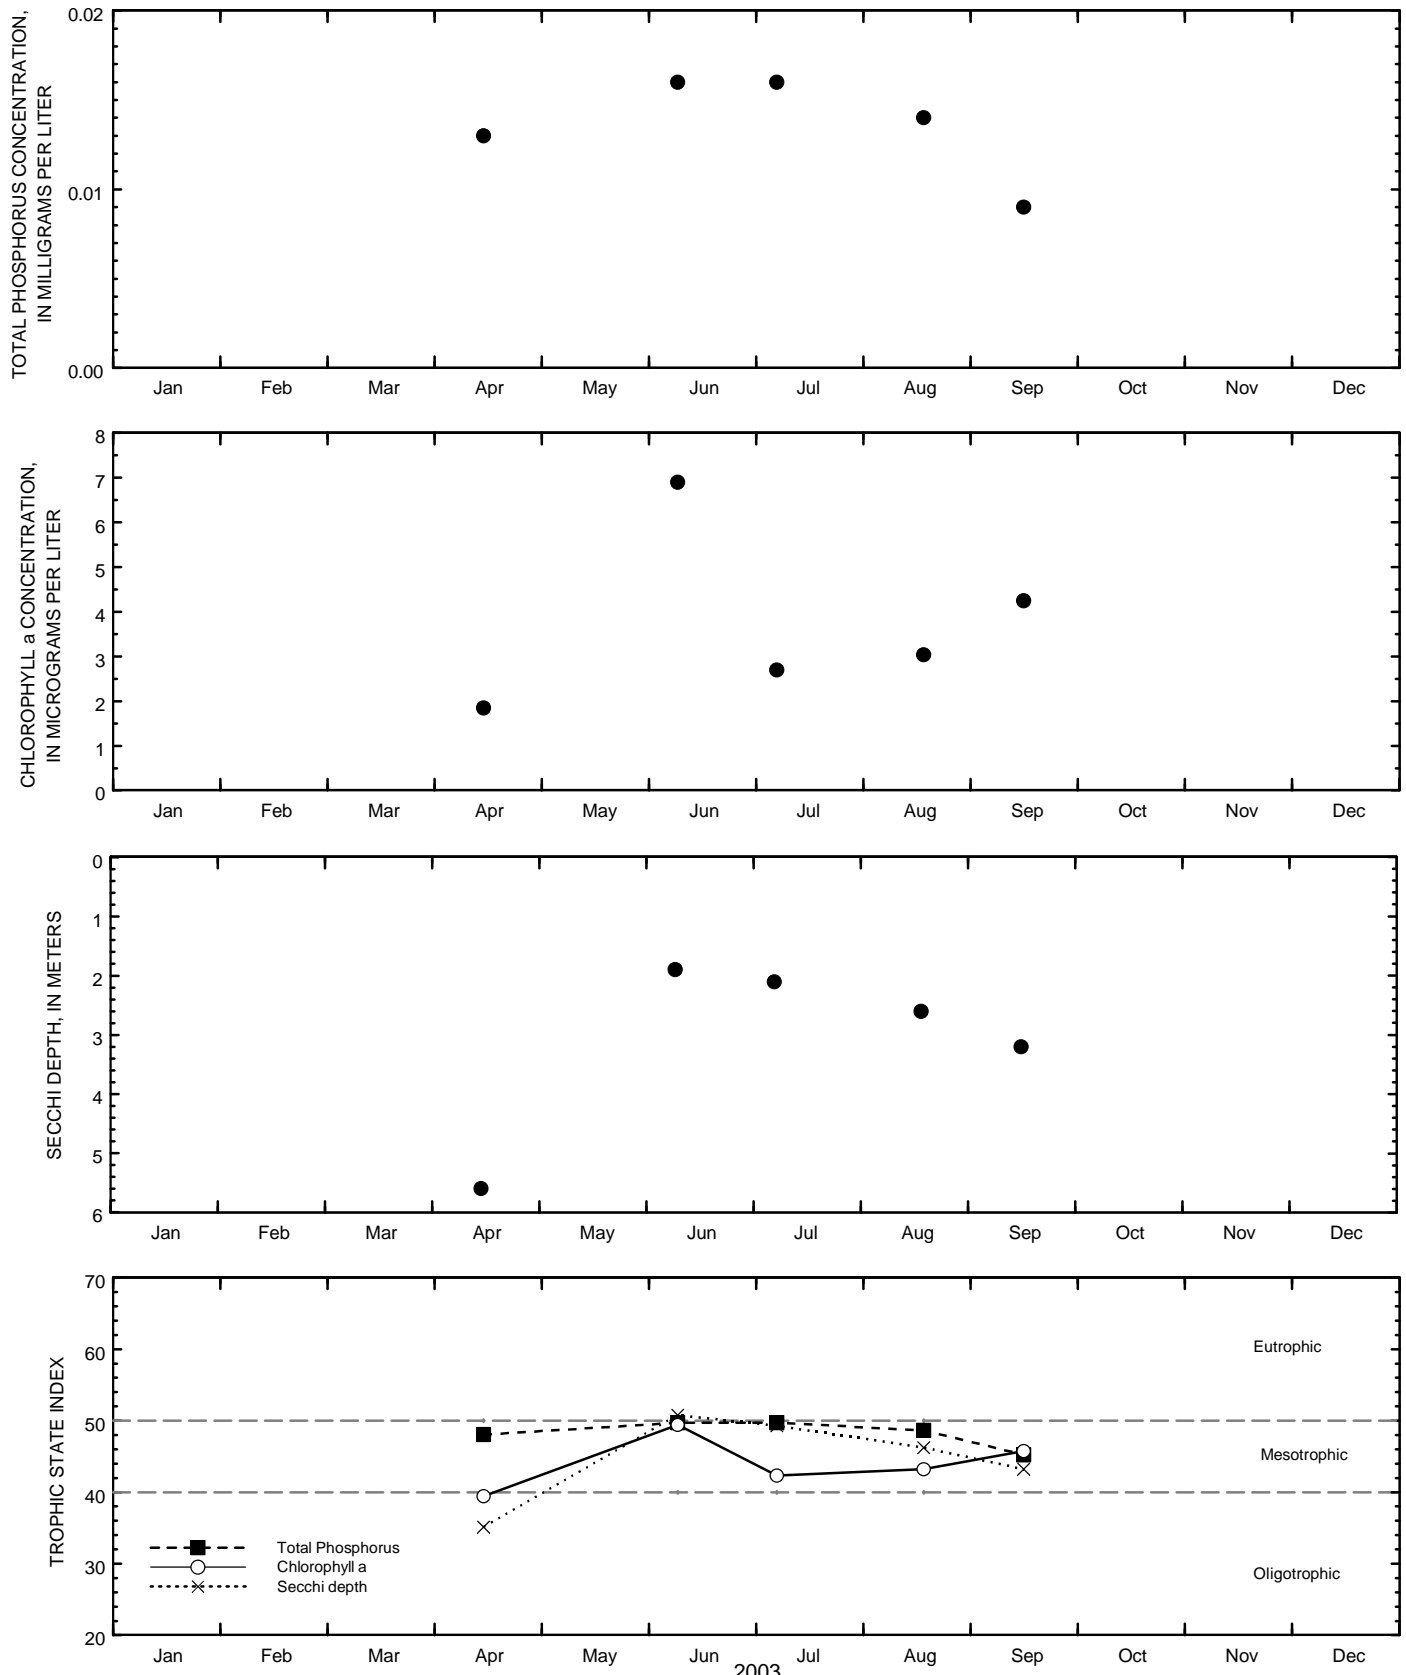 TOTAL PHOSPHORUS CONCENTRATION,
IN MILLIGRAMS PER LITER
0.02
0.01
0.00
Jan Feb Mar Apr May Jun Jul Aug Sep Oct Nov Dec
CHLOROPHYLL a CONCENTRATION,
IN MICROGRAMS PER LITER
8
7
6
5
4
3
2
1
0
Jan Feb Mar Apr May Jun Jul Aug Sep Oct Nov Dec
SECCHI DEPTH, IN METERS
0
1
2
3
4
5
6
Jan Feb Mar Apr May Jun Jul Aug Sep Oct Nov Dec
TROPHIC STATE INDEX
70
60
50
40
30
20
Eutrophic
Mesotrophic
Oligotrophic
Total Phosphorus
Chlorophyll a
Secchi depth
Jan Feb Mar Apr May Jun Jul Aug Sep Oct Nov Dec
2003